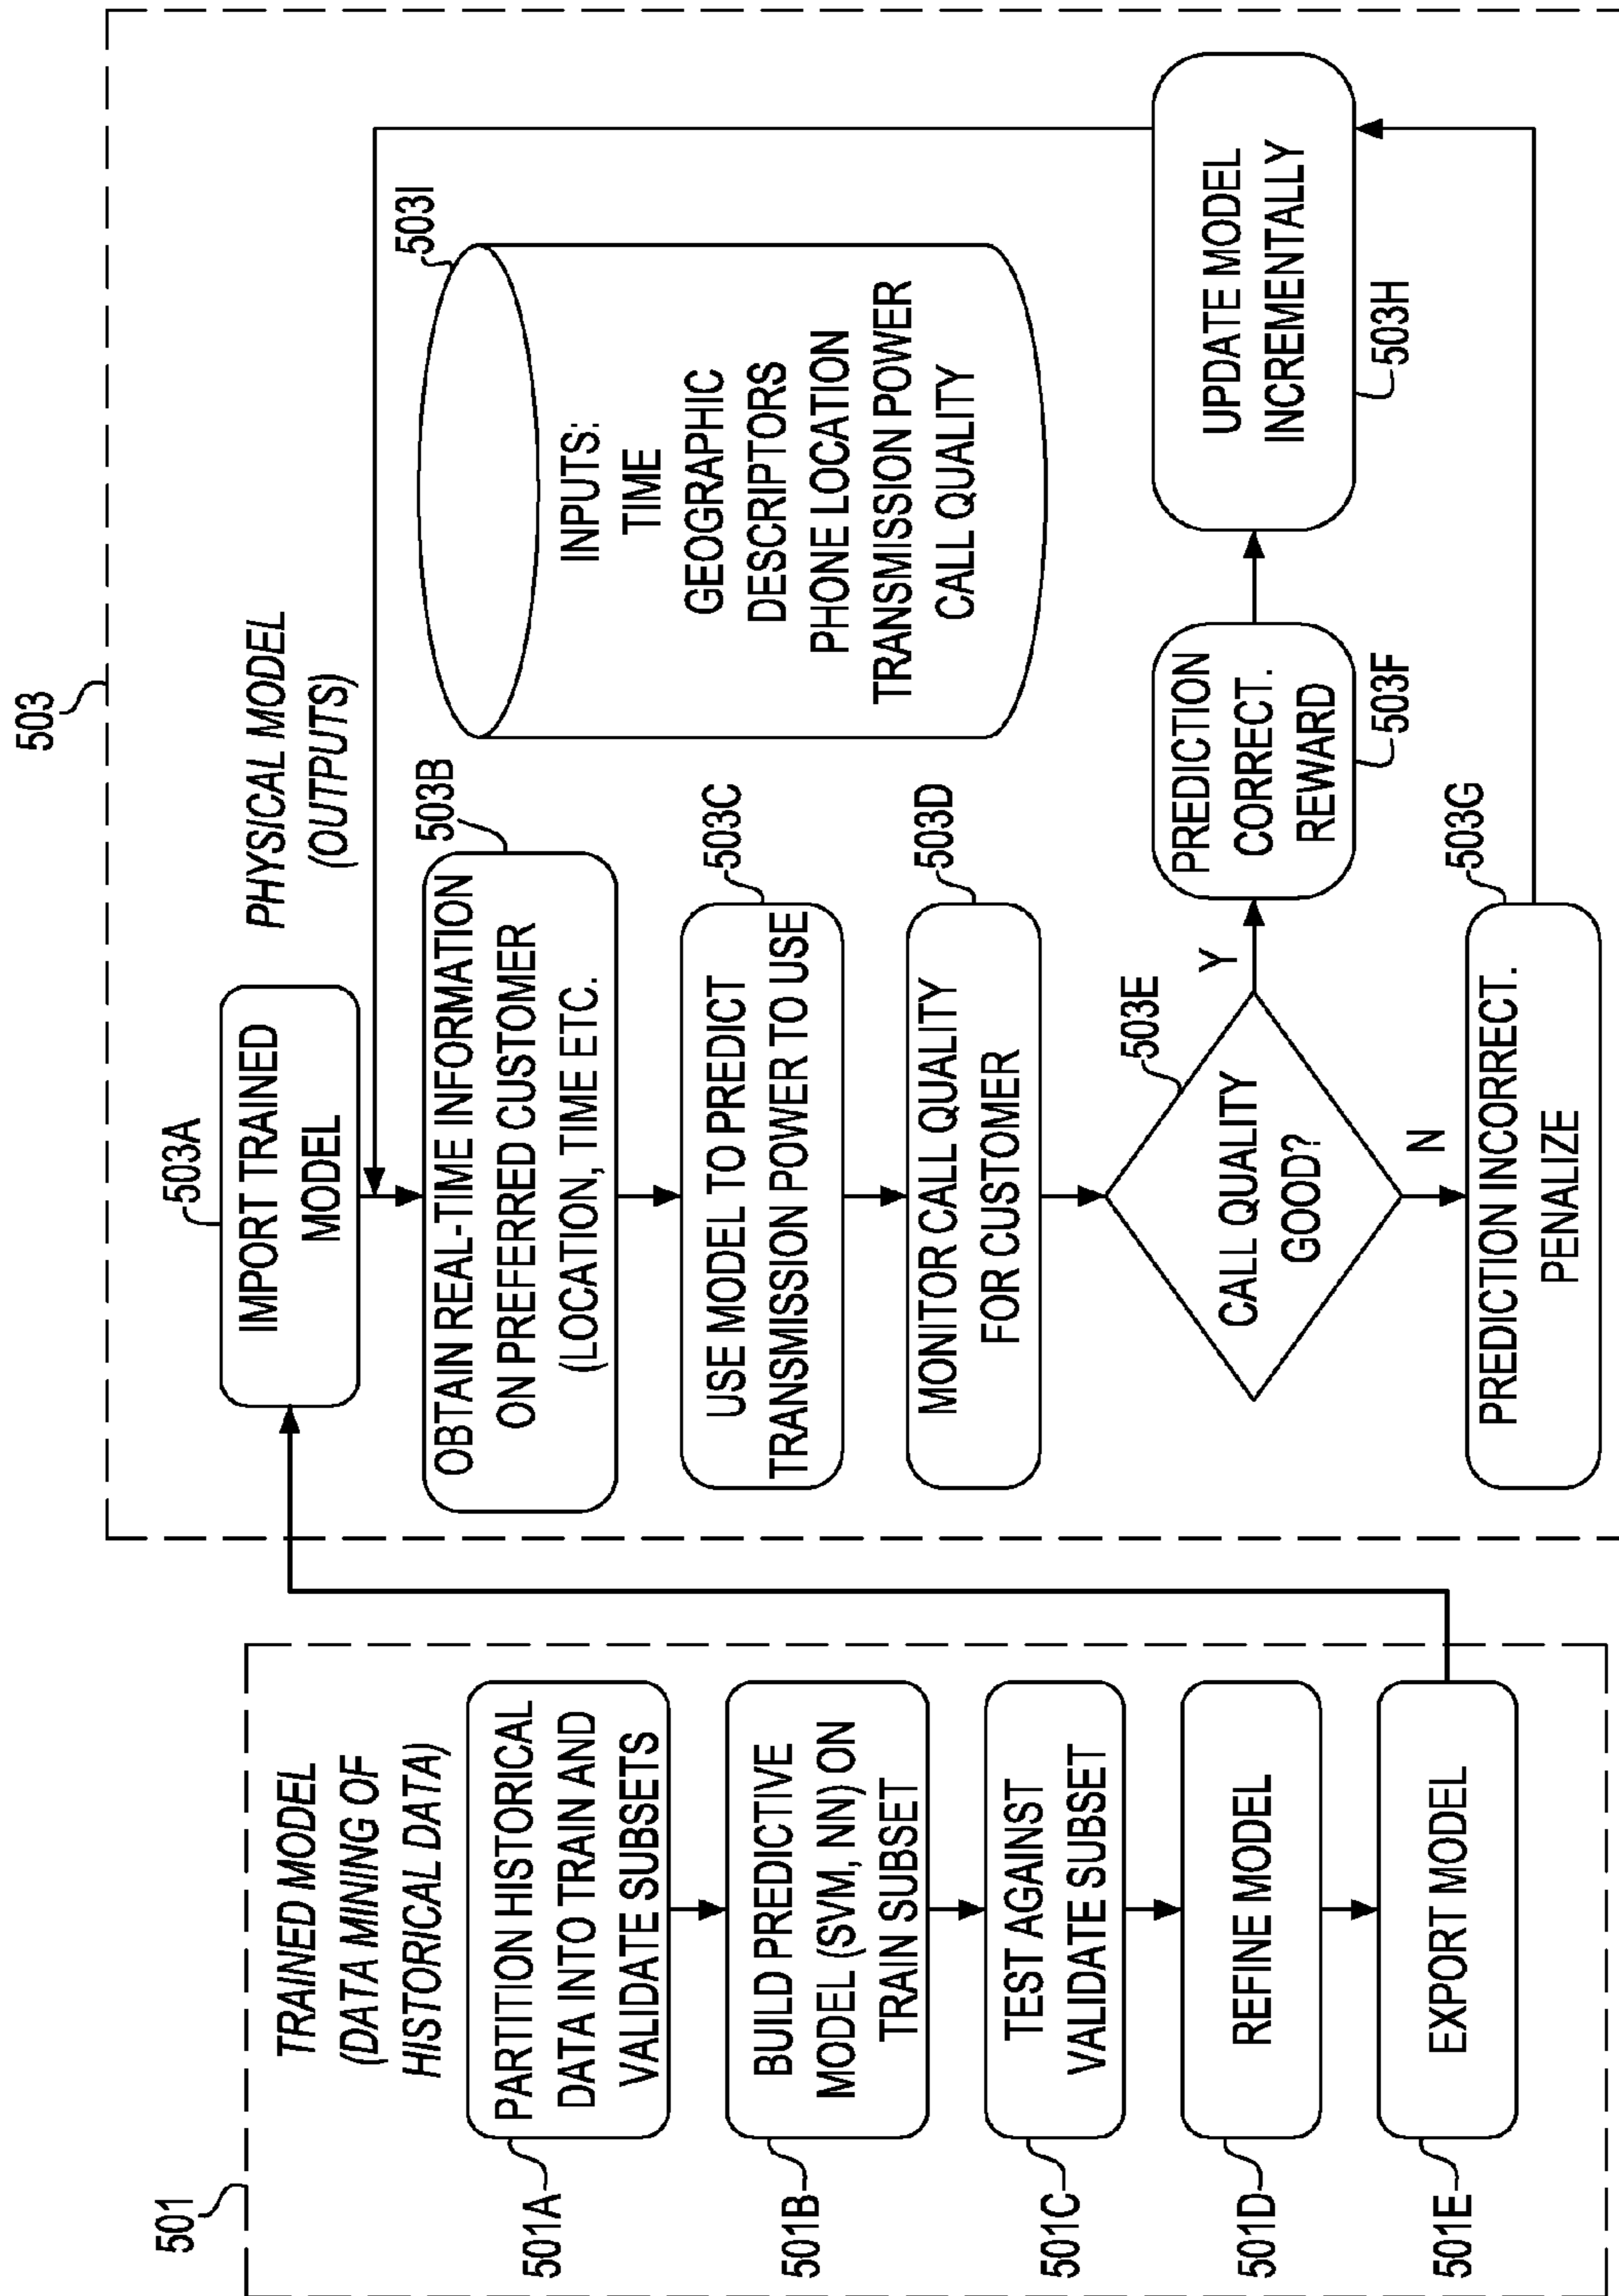 501
TRAINED MODEL
(DATA MINING OF
HISTORICAL DATA)
PARTITION HISTORICAL
DATA INTO TRAIN AND
VALIDATE SUBSETS
501A
BUILD PREDICTIVE
MODEL (SVM, NN) ON
TRAIN SUBSET
501B
TEST AGAINST
VALIDATE SUBSET
501C
REFINE MODEL
501D
EXPORT MODEL
501E
503
PHYSICAL MODEL
(OUTPUTS)
503A
IMPORT TRAINED
MODEL
503B
OBTAIN REAL-TIME INFORMATION
ON PREFERRED CUSTOMER
(LOCATION, TIME ETC.
503C
USE MODEL TO PREDICT
TRANSMISSION POWER TO USE
503D
MONITOR CALL QUALITY
FOR CUSTOMER
503E
CALL QUALITY
GOOD?
Y
N
PREDICTION
CORRECT.
REWARD
503F
503G
PREDICTION INCORRECT.
PENALIZE
UPDATE MODEL
INCREMENTALLY
503H
503I
INPUTS:
TIME
GEOGRAPHIC
DESCRIPTORS
PHONE LOCATION
TRANSMISSION POWER
CALL QUALITY